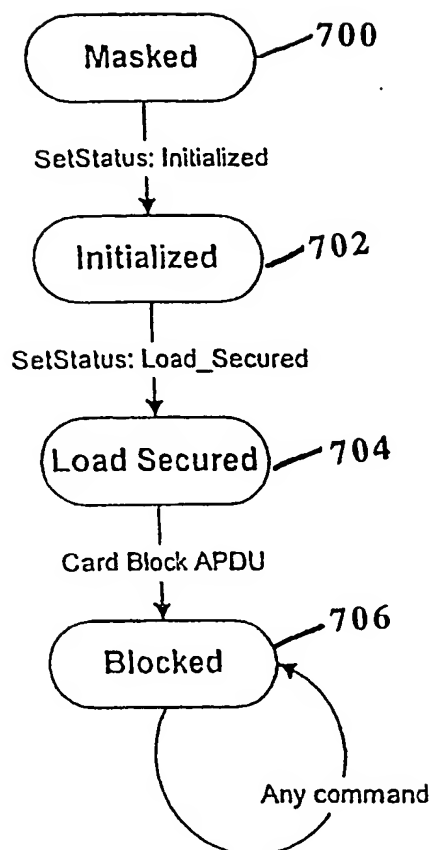 Masked
700
SetStatus: Initialized
Initialized
702
SetStatus: Load_Secured
Load Secured
704
Card Block APDU
706
Blocked
Any command